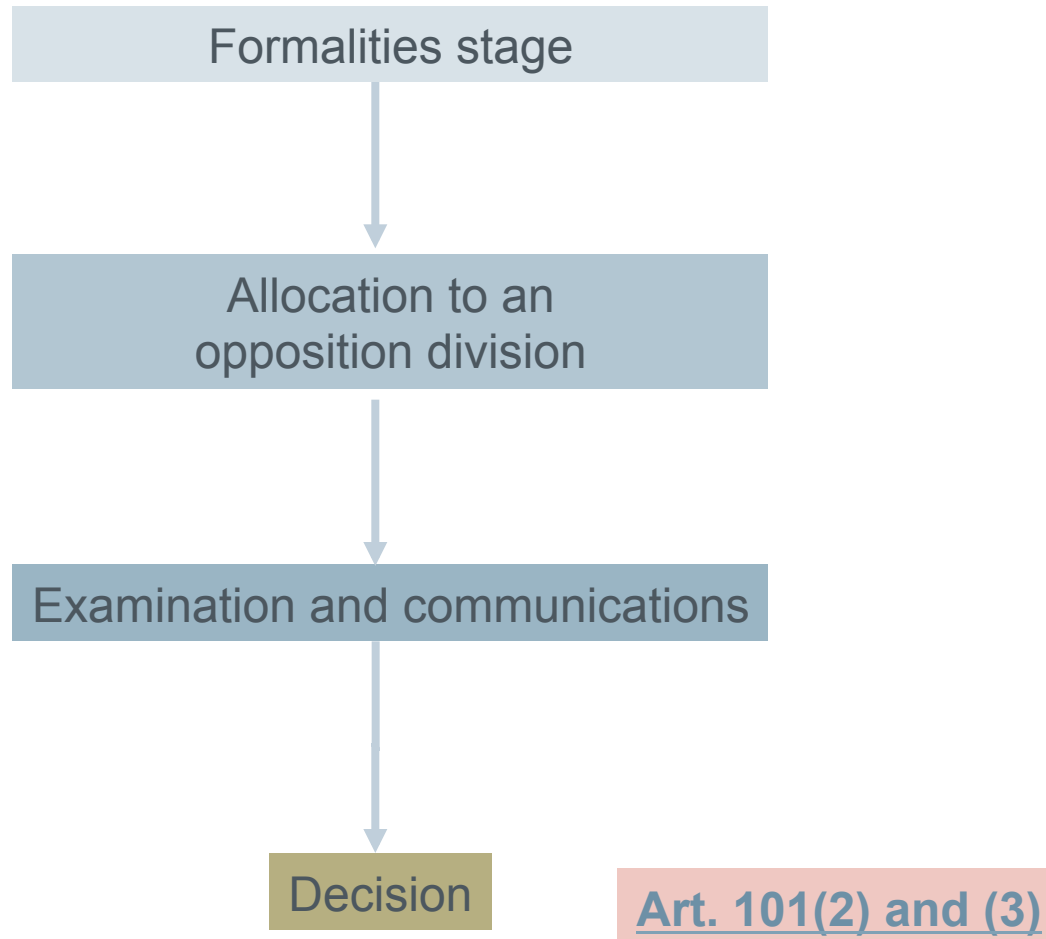 Formalities stage
Allocation to an
opposition division
Examination and communications
Decision
Art. 101(2) and (3)